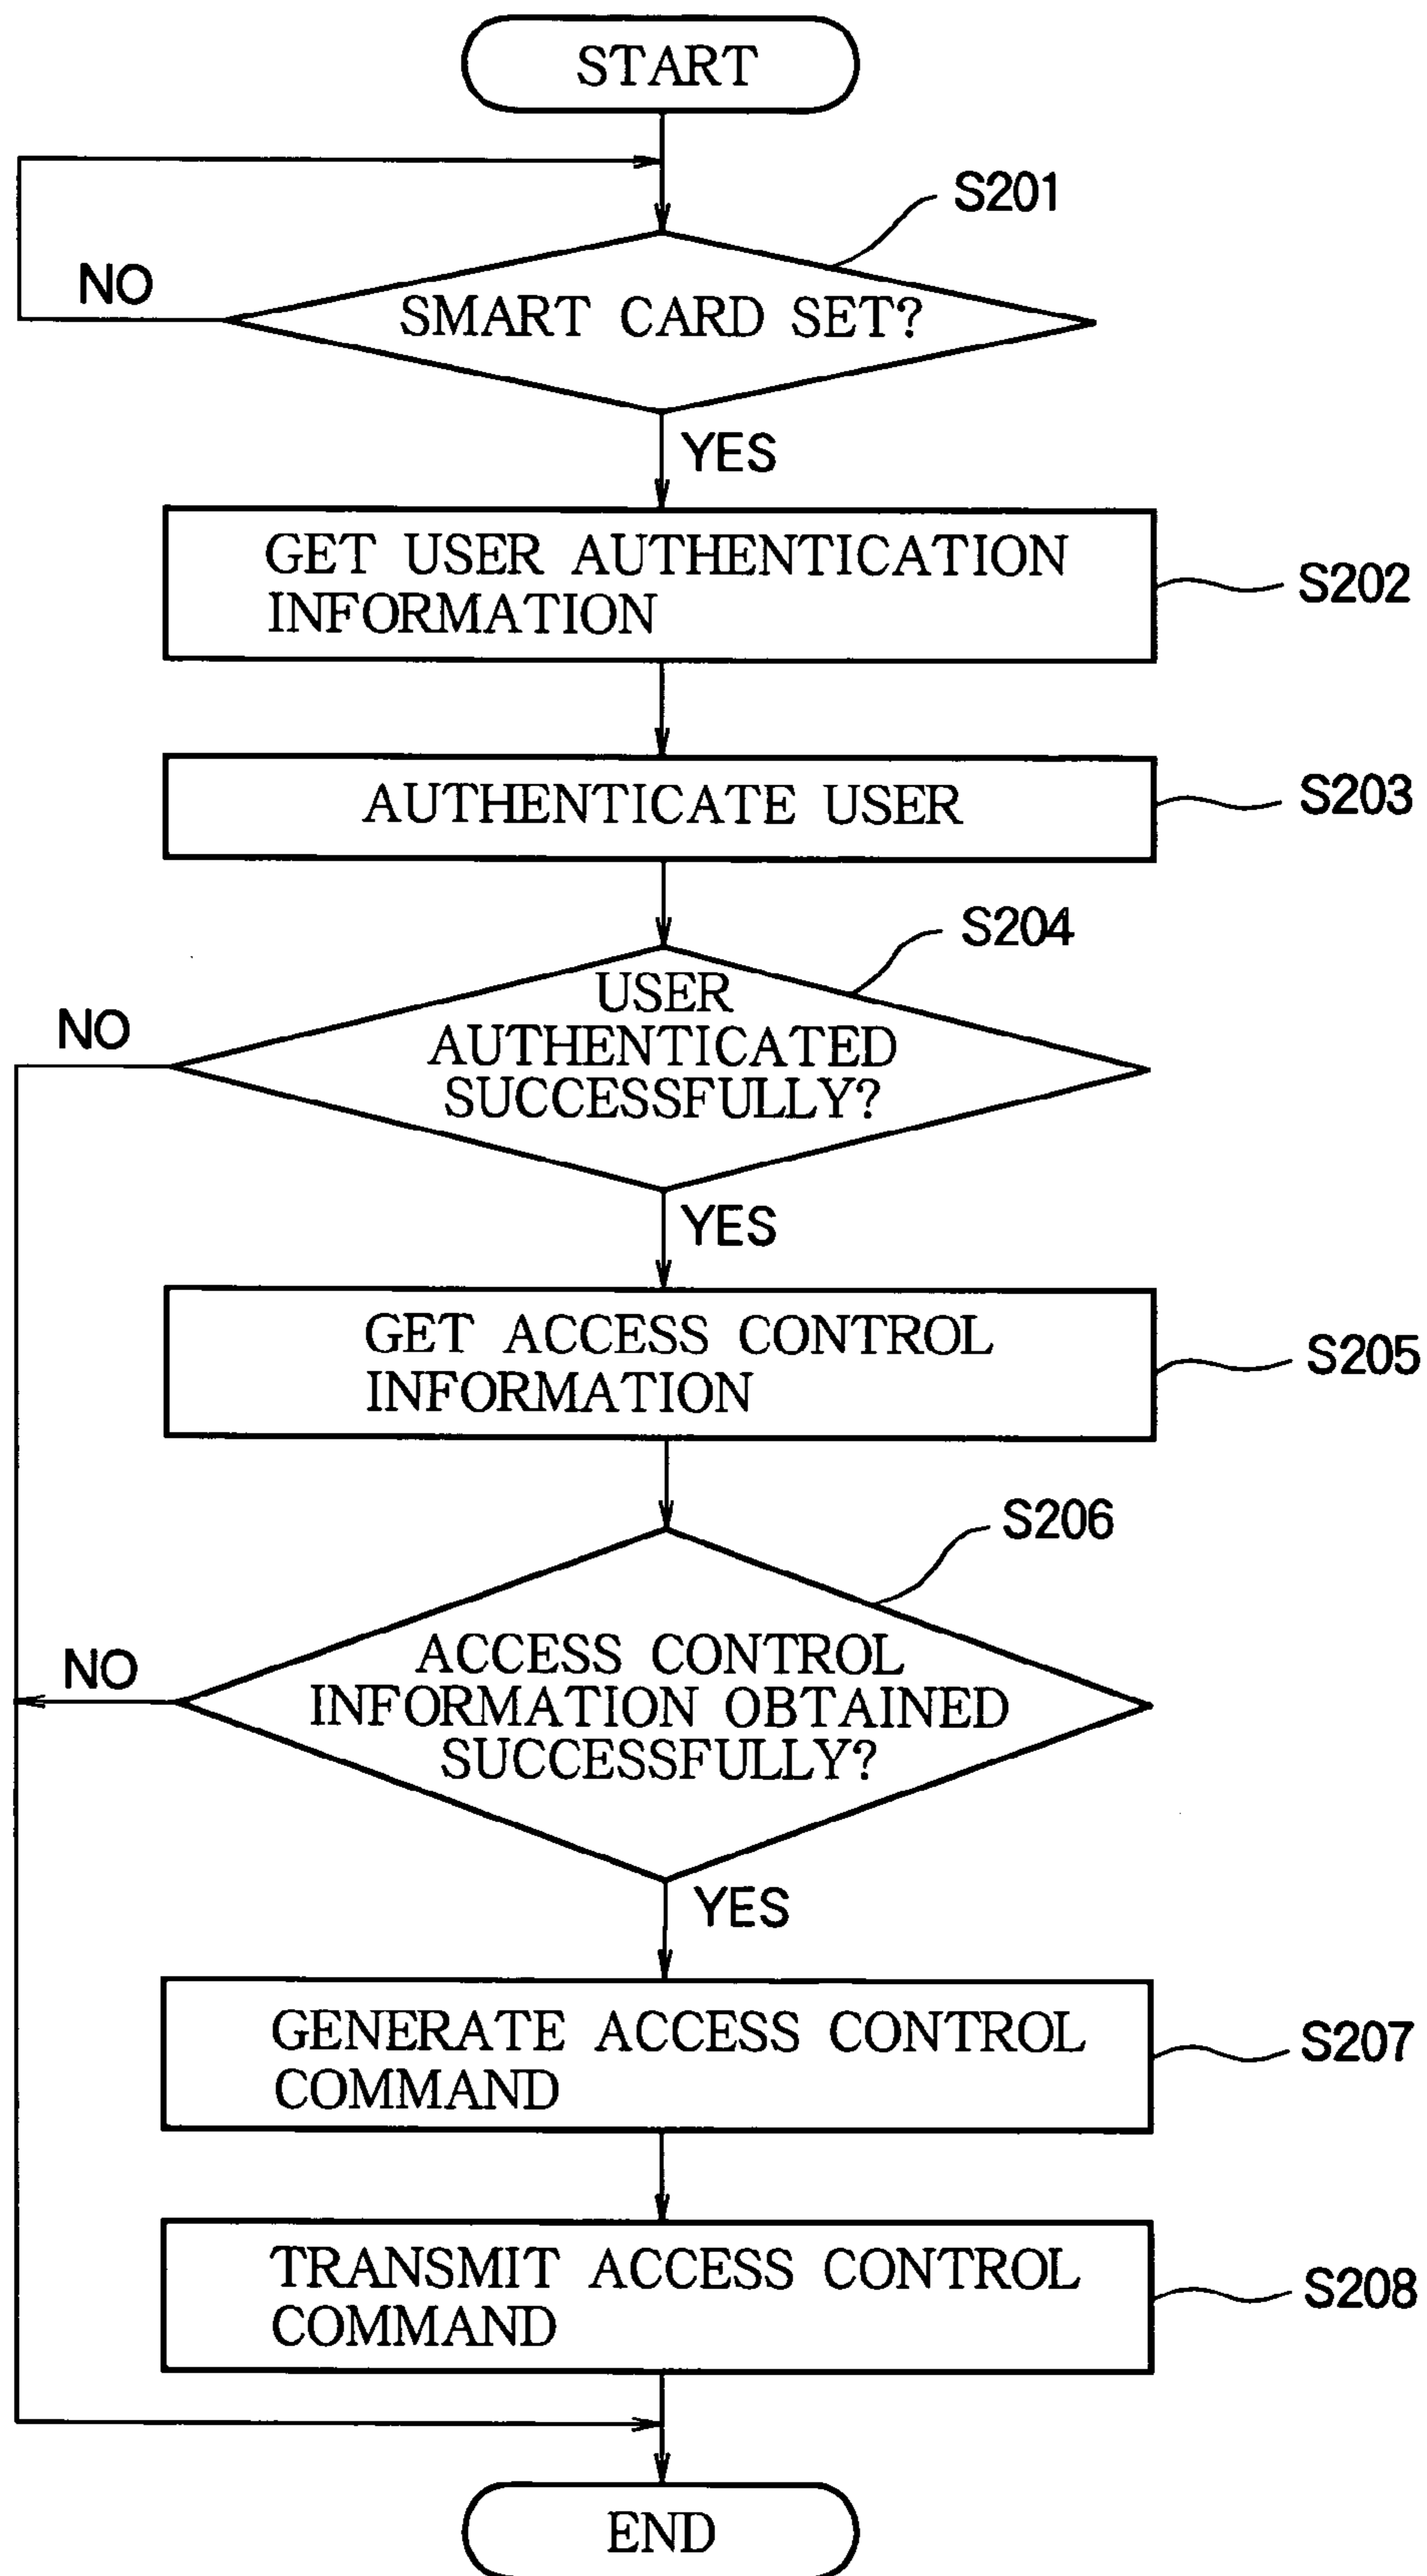 START
S201
NO
SMART CARD SET?
YES
GET USER AUTHENTICATION
INFORMATION
S202
AUTHENTICATE USER
S203
S204
USER
NO
AUTHENTICATED
SUCCESSFULLY?
YES
GET ACCESS CONTROL
INFORMATION
S205
S206
ACCESS CONTROL
NO
INFORMATION OBTAINED
SUCCESSFULLY?
YES
GENERATE ACCESS CONTROL
COMMAND
S207
TRANSMIT ACCESS CONTROL
COMMAND
S208
END